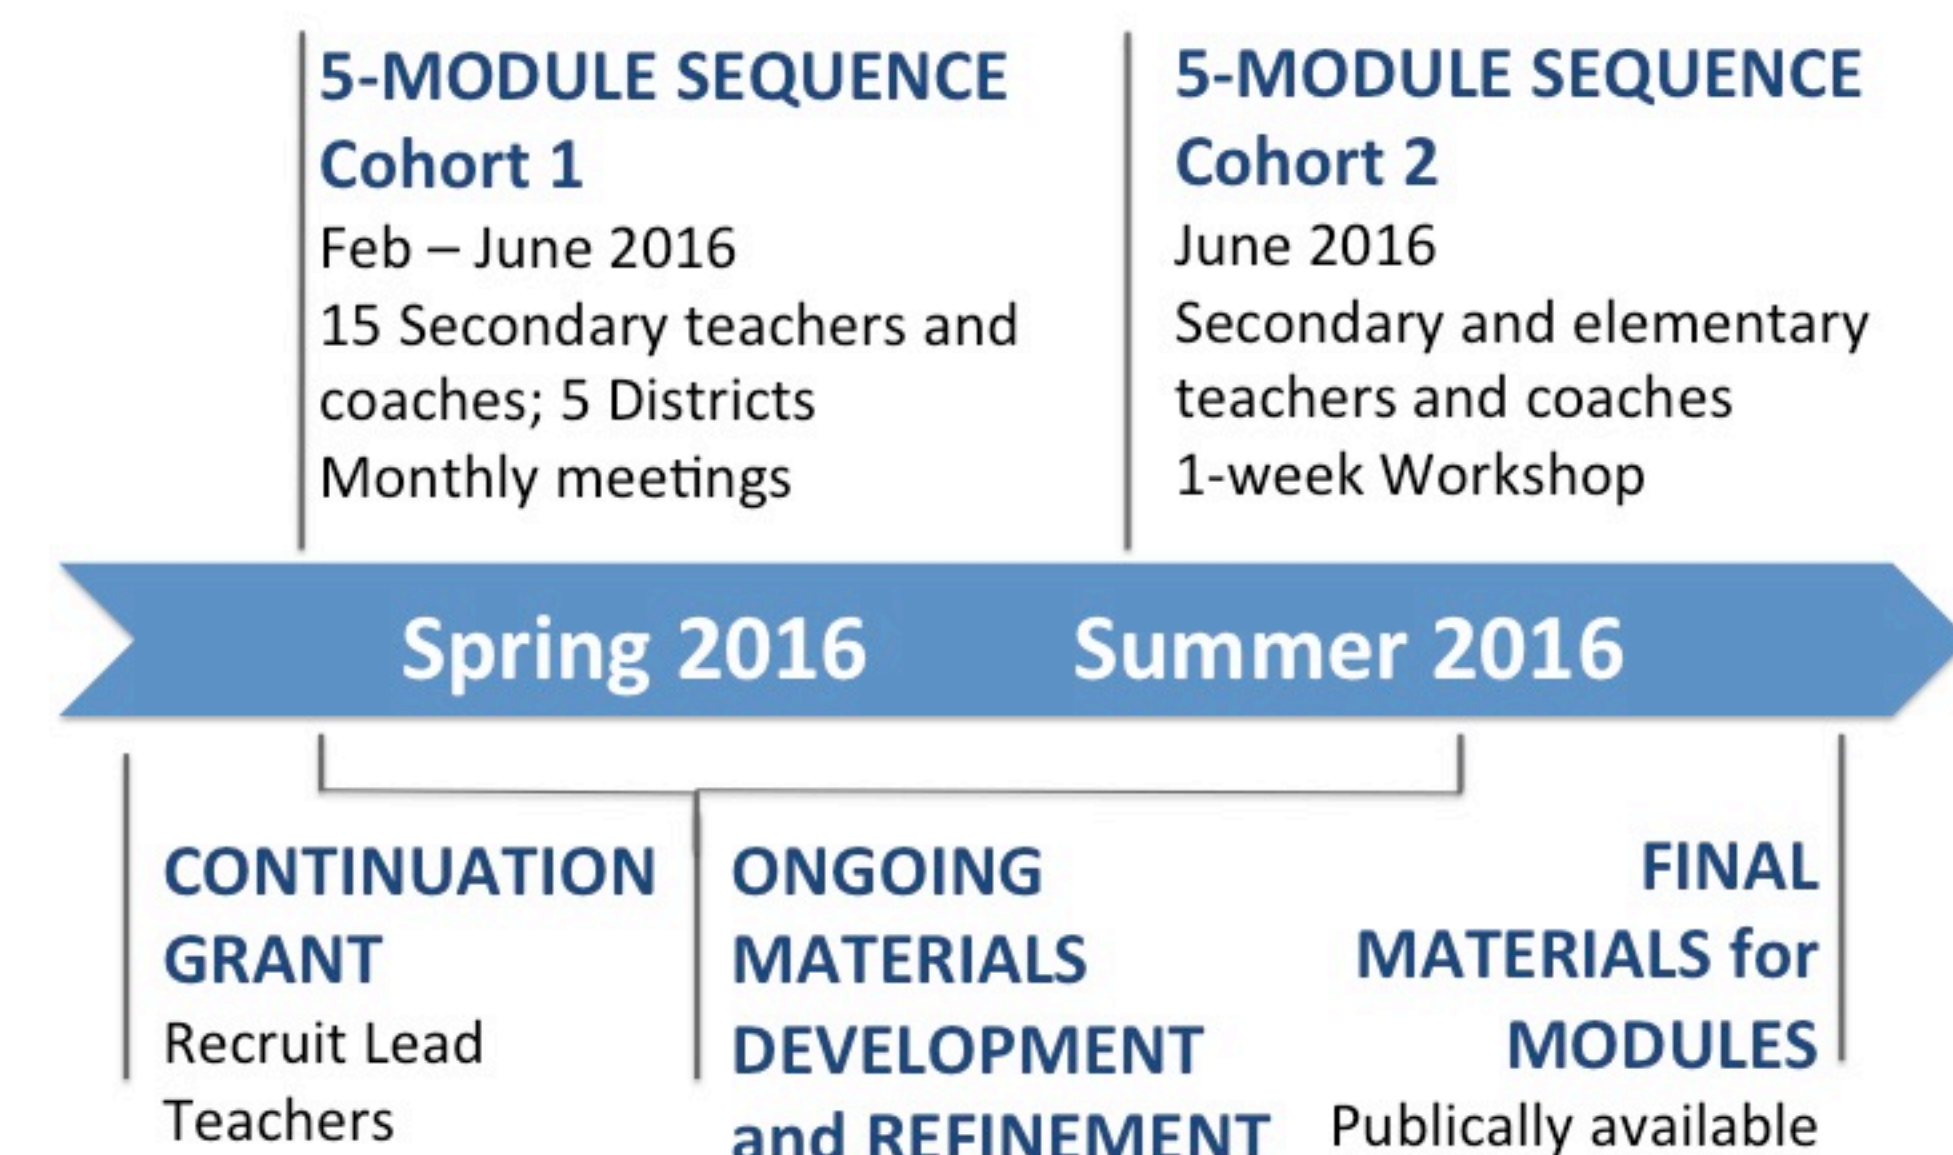 5-MODULE SEQUENCE
Cohort 1
Feb – June 2016
15 Secondary teachers and
coaches; 5 Districts
Monthly meetings
5-MODULE SEQUENCE
Cohort 2
June 2016
Secondary and elementary
teachers and coaches
1-week Workshop
Spring 2016
Summer 2016
CONTINUATION
GRANT
Recruit Lead
Teachers
ONGOING
MATERIALS
DEVELOPMENT
and REFINEMENT
FINAL
MATERIALS for
MODULES
Publically available